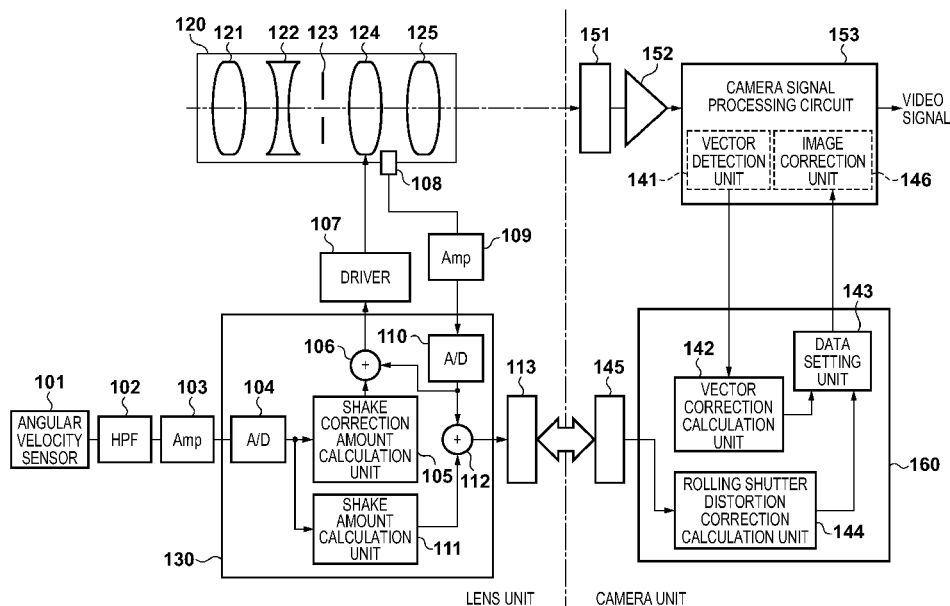 120
121
122
123
124
125
151
152
153
CAMERA SIGNAL
PROCESSING CIRCUIT
VIDEO
SIGNAL
VECTOR
DETECTION
UNIT
IMAGE
CORRECTION
UNIT
141
146
108
107
DRIVER
109
Amp
110
A/D
106
101
ANGULAR
VELOCITY
SENSOR
102
HPF
103
Amp
104
A/D
SHAKE
CORRECTION
AMOUNT
CALCULATION
UNIT
105
SHAKE
AMOUNT
CALCULATION
UNIT
111
112
113
130
145
142
VECTOR
CORRECTION
CALCULATION
UNIT
143
DATA
SETTING
UNIT
ROLLING SHUTTER
DISTORTION
CORRECTION
CALCULATION UNIT
144
160
LENS UNIT
CAMERA UNIT